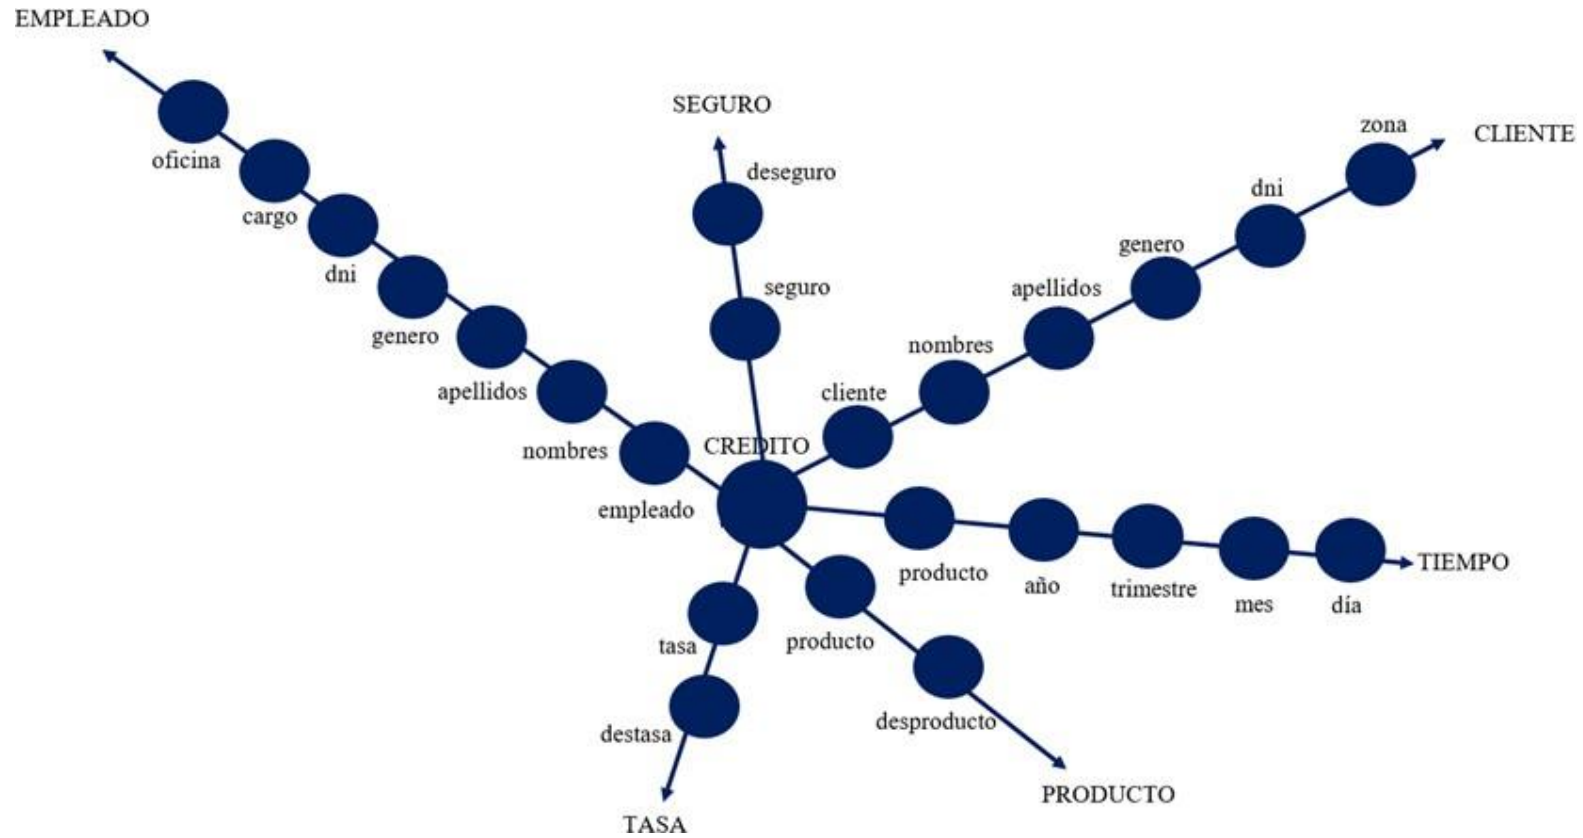 EMPLEADO
oficina
cargo
dni
genero
apellidos
nombres
empleado
SEGURO
deseguro
seguro
CLIENTE
zona
dni
genero
apellidos
nombres
cliente
CREDITO
producto
año
trimestre
mes
día
TIEMPO
producto
desproducto
PRODUCTO
tasa
destasa
TASA